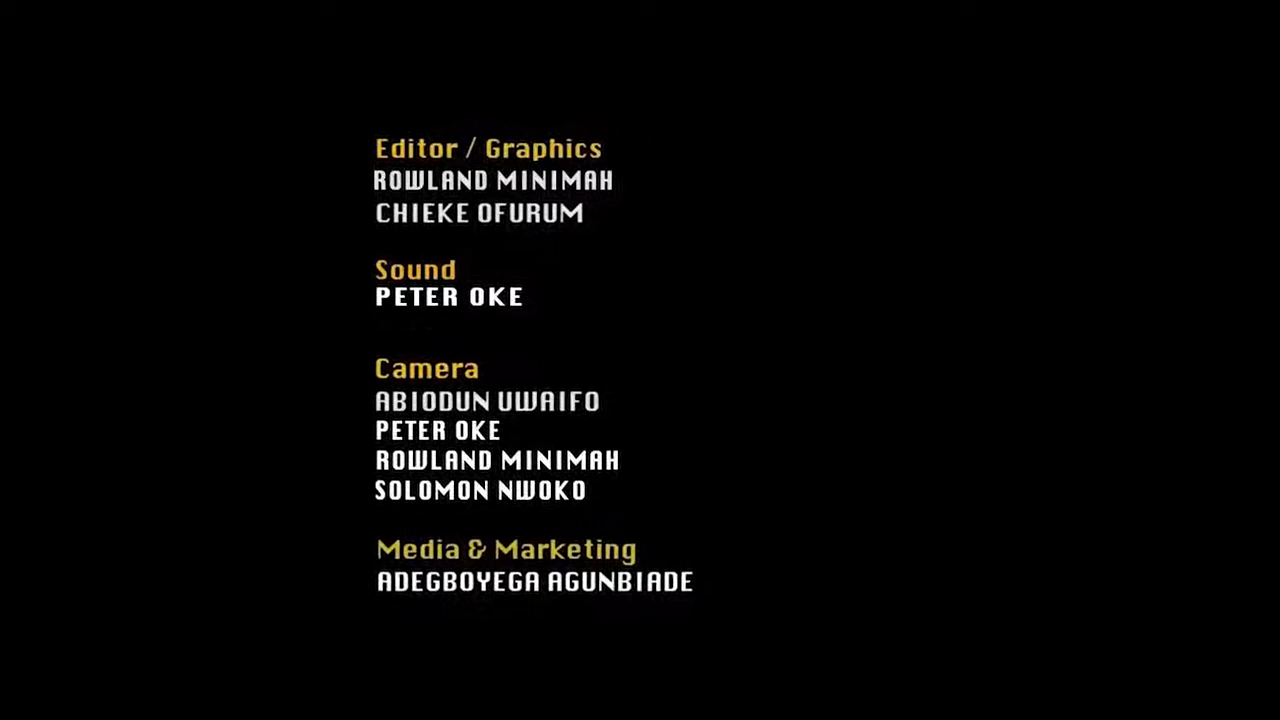 Editor / Graphics
ROWLAND MINIMAH
CHIEKE OFURUM
Sound
PETER OKE
Camera
ABIODUN UWAIFO
PETER OKE
ROWLAND MINIMAH
SOLOMON NWOKO
Media & Marketing
ADEGBOYEGA AGUNBIADE